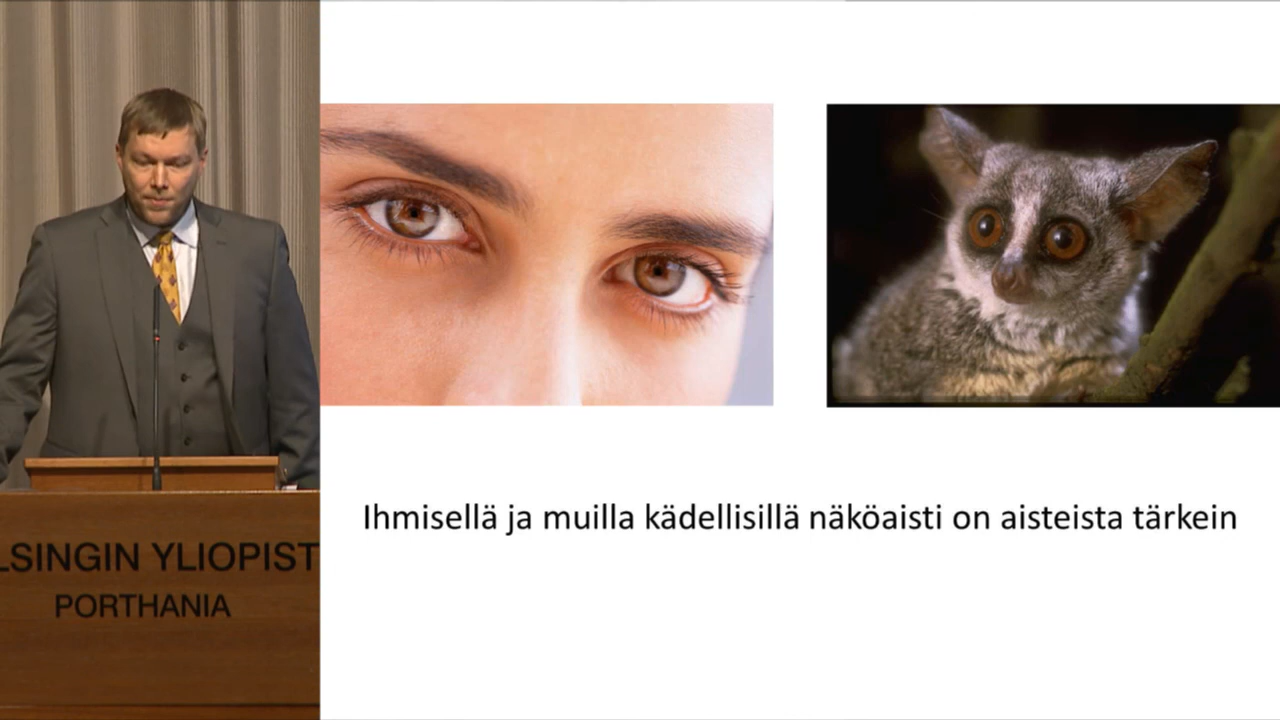 LSINGIN YLIOPIST
PORTHANIA
Ihmisellä ja muilla kädellisillä näköaisti on aisteista tärkein